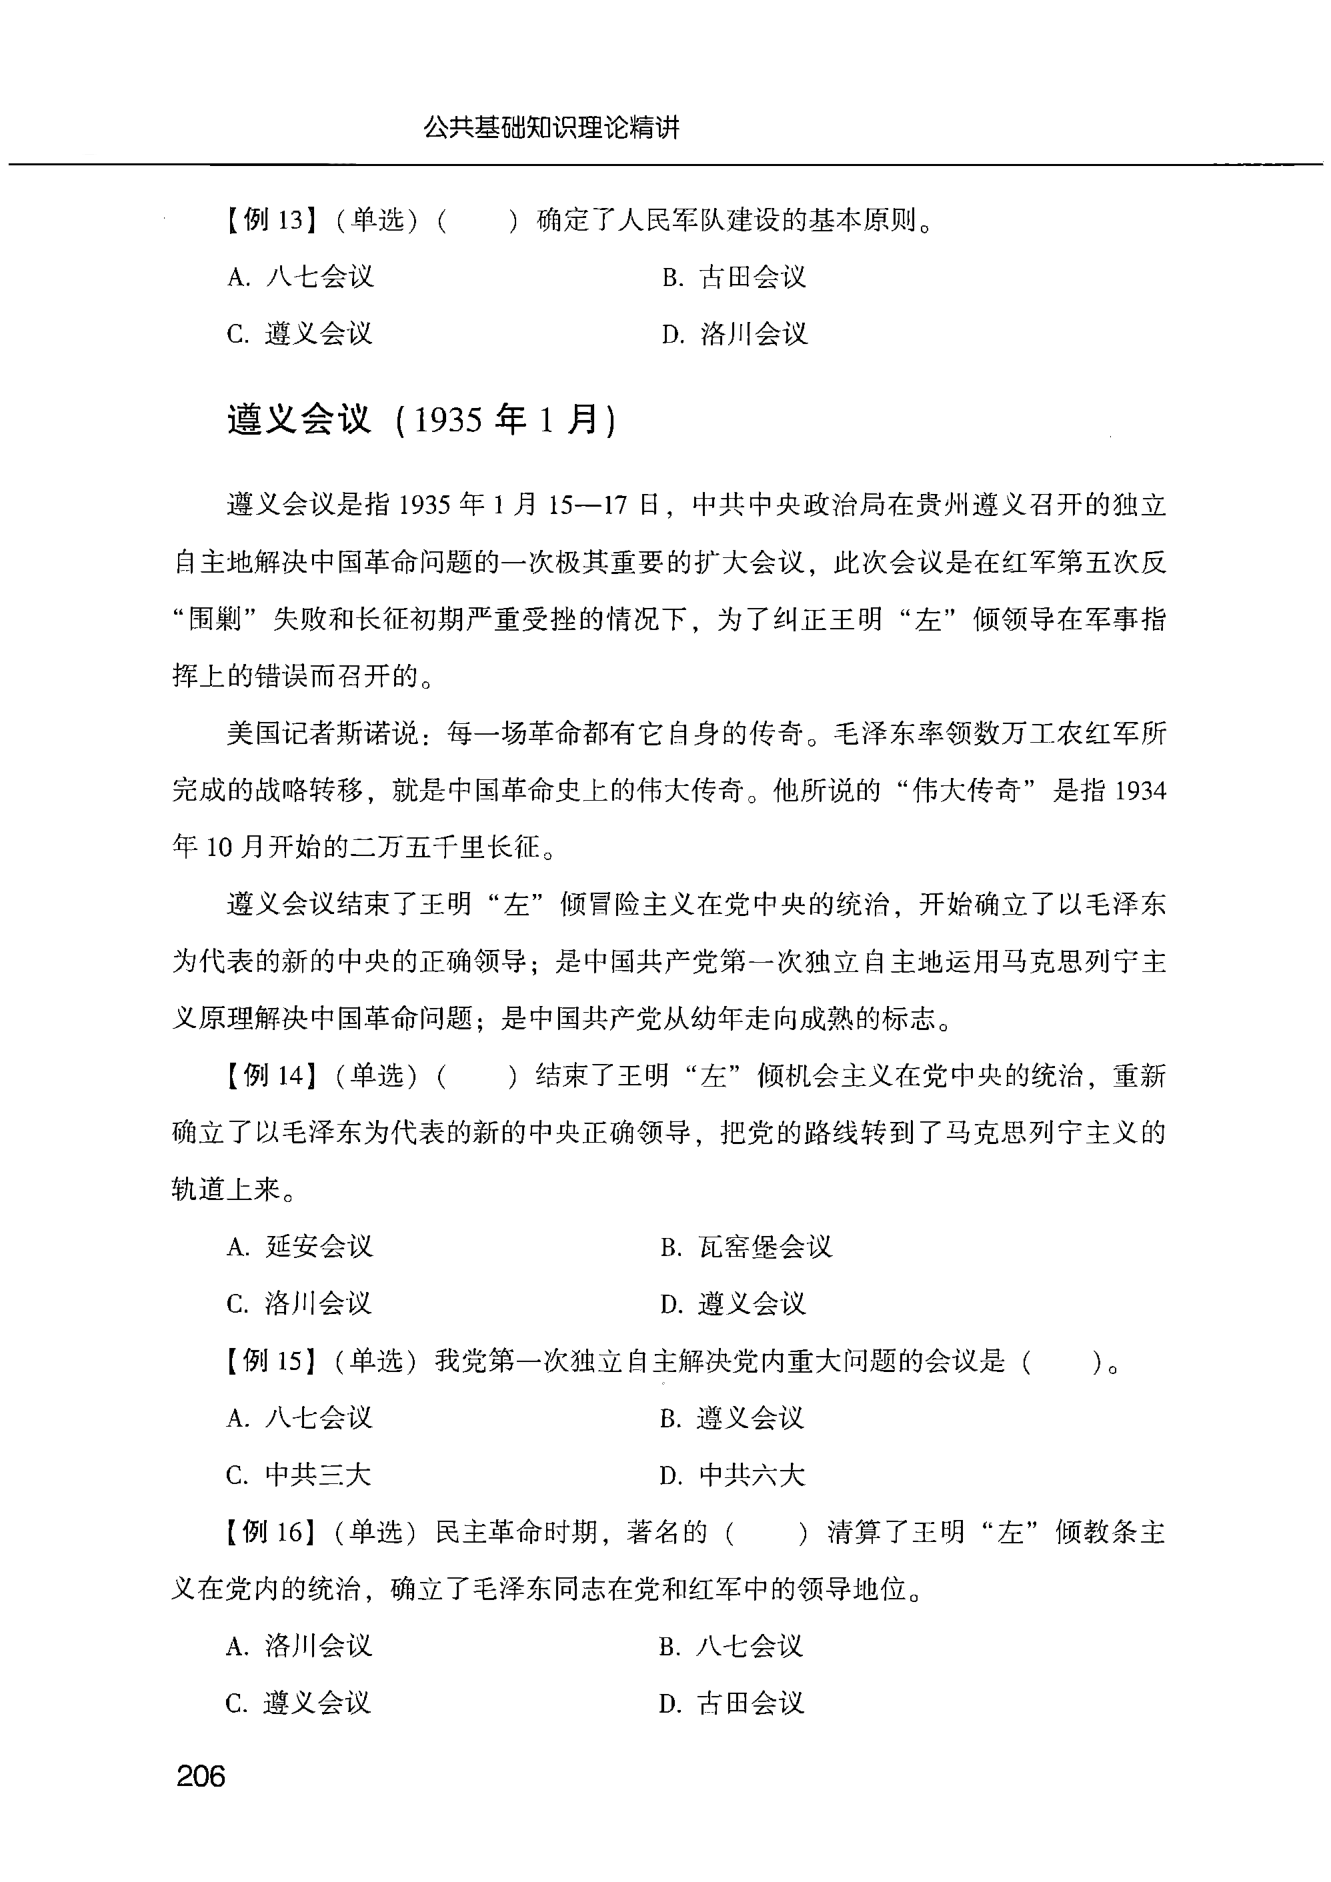 公共基础知识理论精讲
【例 13】(单选)(　　)确定了人民军队建设的基本原则。
A. 八七会议　　B. 古田会议
C. 遵义会议　　D. 洛川会议
遵义会议（1935 年 1 月）
遵义会议是指 1935 年 1 月 15—17 日，中共中央政治局在贵州遵义召开的独立
自主地解决中国革命问题的一次极其重要的扩大会议，此次会议是在红军第五次反
“围剿”失败和长征初期严重受挫的情况下，为了纠正王明“左”倾领导在军事指
挥上的错误而召开的。
美国记者斯诺说：每一场革命都有它自身的传奇。毛泽东率领数万工农红军所
完成的战略转移，就是中国革命史上的伟大传奇。他所说的“伟大传奇”是指 1934
年 10 月开始的二万五千里长征。
遵义会议结束了王明“左”倾冒险主义在党中央的统治，开始确立了以毛泽东
为代表的新的中央的正确领导；是中国共产党第一次独立自主地运用马克思列宁主
义原理解决中国革命问题；是中国共产党从幼年走向成熟的标志。
【例 14】(单选)(　　)结束了王明“左”倾机会主义在党中央的统治，重新
确立了以毛泽东为代表的新的中央正确领导，把党的路线转到了马克思列宁主义的
轨道上来。
A. 延安会议　　B. 瓦窑堡会议
C. 洛川会议　　D. 遵义会议
【例 15】(单选) 我党第一次独立自主解决党内重大问题的会议是(　　)。
A. 八七会议　　B. 遵义会议
C. 中共三大　　D. 中共六大
【例 16】(单选) 民主革命时期，著名的(　　)清算了王明“左”倾教条主
义在党内的统治，确立了毛泽东同志在党和红军中的领导地位。
A. 洛川会议　　B. 八七会议
C. 遵义会议　　D. 古田会议
206